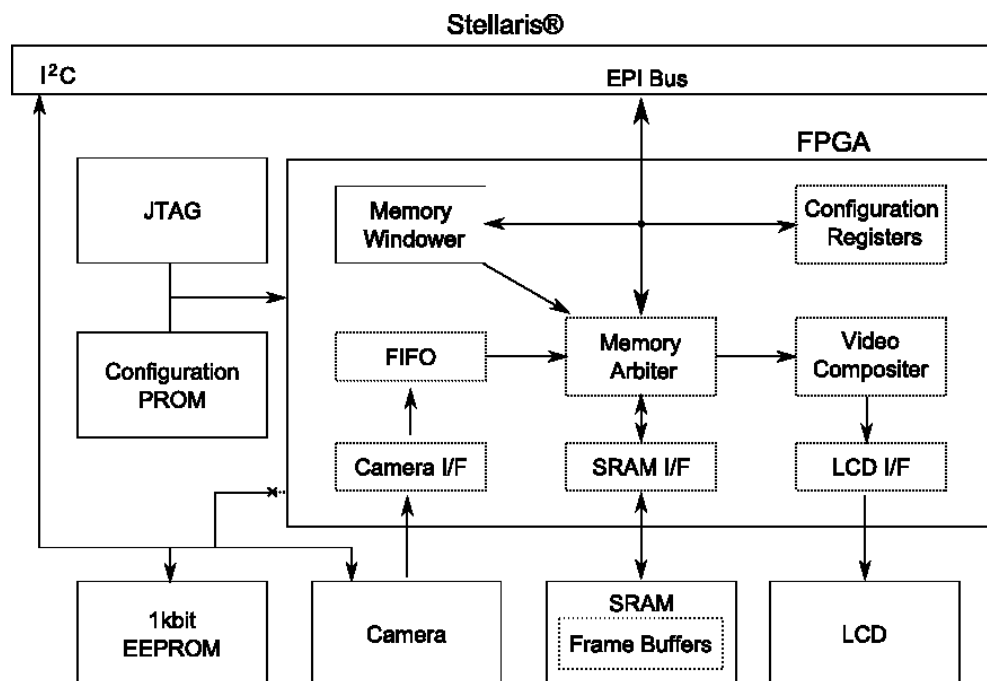 Stellaris®
I²C
EPI Bus
FPGA
JTAG
Memory
Windower
Configuration
Registers
Configuration
PROM
FIFO
Memory
Arbiter
Video
Compositer
Camera I/F
SRAM I/F
LCD I/F
1kbit
EEPROM
Camera
SRAM
Frame Buffers
LCD